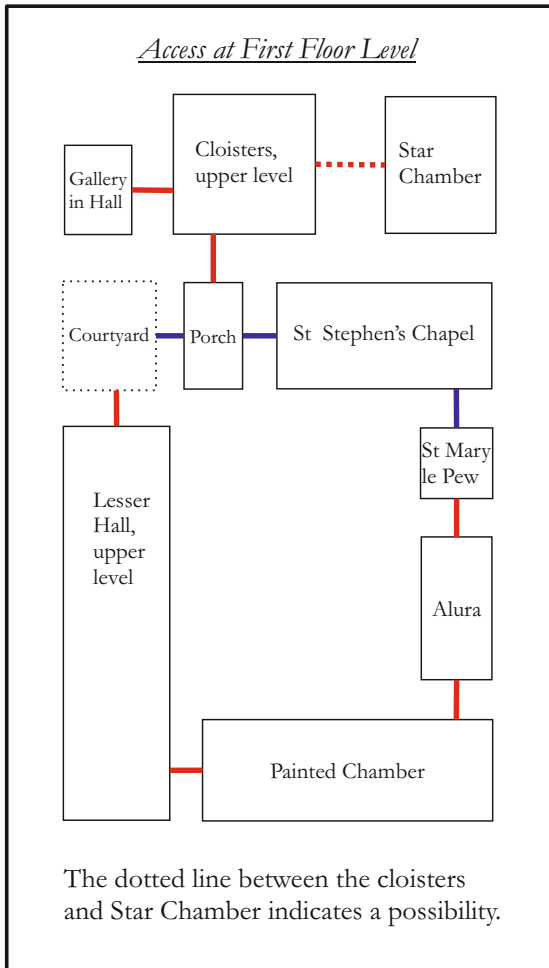 Access at First Floor Level
Cloisters,
upper level
Star
Chamber
Gallery
in Hall
Courtyard
Porch
St Stephen's Chapel
St Mary
le Pew
Lesser
Hall,
upper
level
Alura
Painted Chamber
The dotted line between the cloisters
and Star Chamber indicates a possibility.